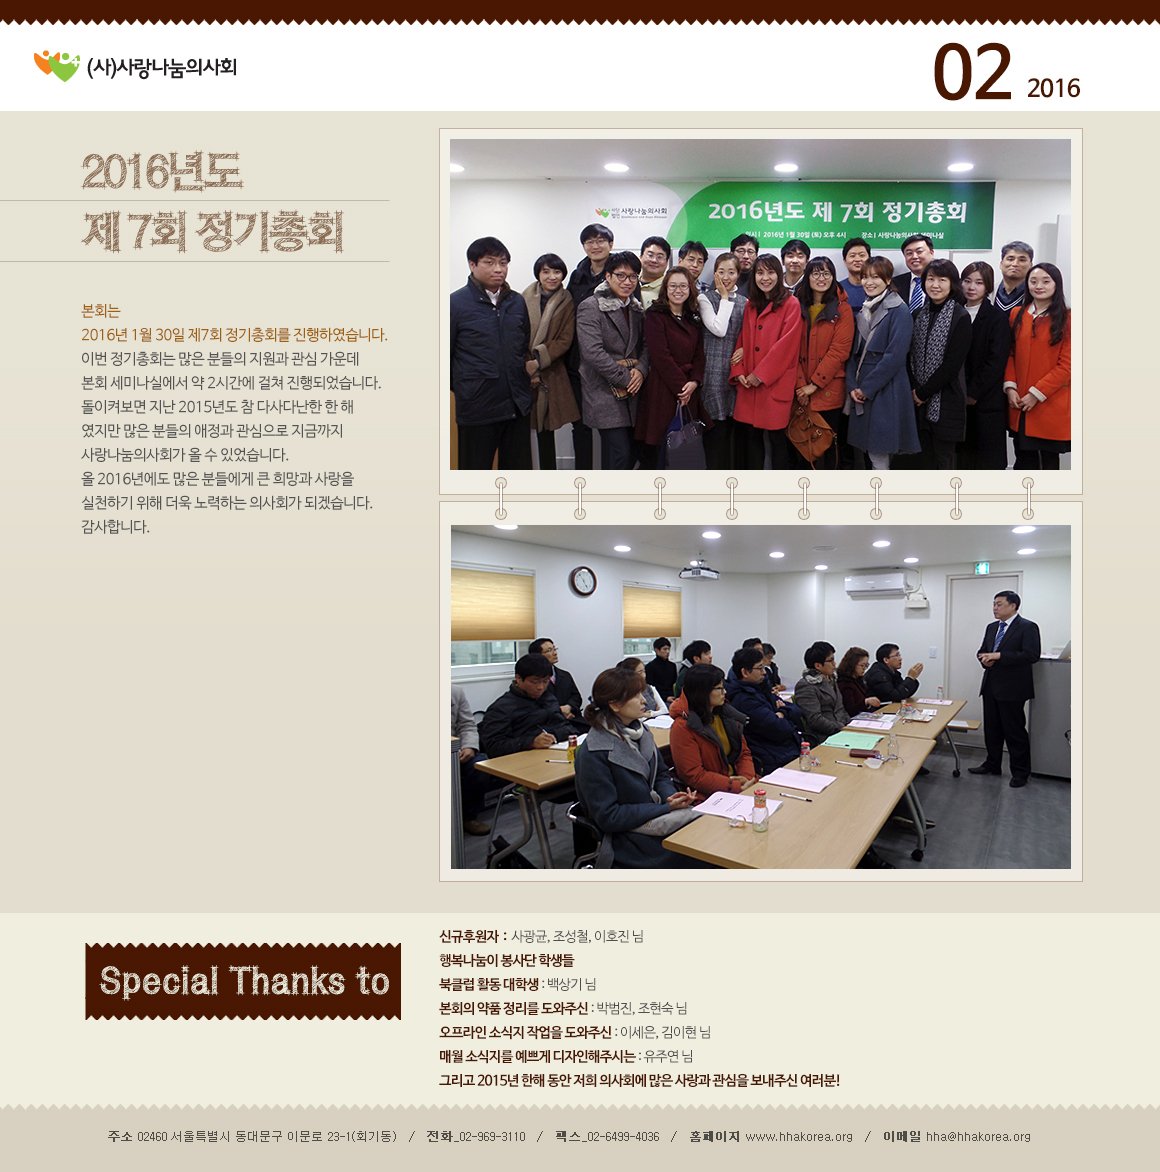 (사)사랑나눔의사회
02 2016
2016년도
제 7회 정기총회
본회는
2016년 1월 30일 제7회 정기총회를 진행하였습니다.
이번 정기총회는 많은 분들의 지원과 관심 가운데
본회 세미나실에서 약 2시간에 걸쳐 진행되었습니다.
돌이켜보면 지난 2015년도 참 다사다난한 한 해
였지만 많은 분들의 애정과 관심으로 지금까지
사랑나눔의사회가 올 수 있었습니다.
올 2016년에도 많은 분들에게 큰 희망과 사랑을
실천하기 위해 더욱 노력하는 의사회가 되겠습니다.
감사합니다.
사단법인 사랑나눔의사회
2016년도 제 7회 정기총회
일시 | 2016년 1월 30일 (토) 오후 4시 장소 | 사랑나눔의사회 세미나실
Special Thanks to
신규후원자 : 사광균, 조성철, 이호진 님
행복나눔이 봉사단 학생들
북클럽 활동 대학생 : 백상기 님
본회의 약품 정리를 도와주신 : 박범진, 조현숙 님
오프라인 소식지 작업을 도와주신 : 이세은, 김이현 님
매월 소식지를 예쁘게 디자인해주시는 : 유주연 님
그리고 2015년 한해 동안 저희 의사회에 많은 사랑과 관심을 보내주신 여러분!
주소 02460 서울특별시 동대문구 이문로 23-1(회기동) / 전화_02-969-3110 / 팩스_02-6499-4036 / 홈페이지 www.hhakorea.org / 이메일 hha@hhakorea.org